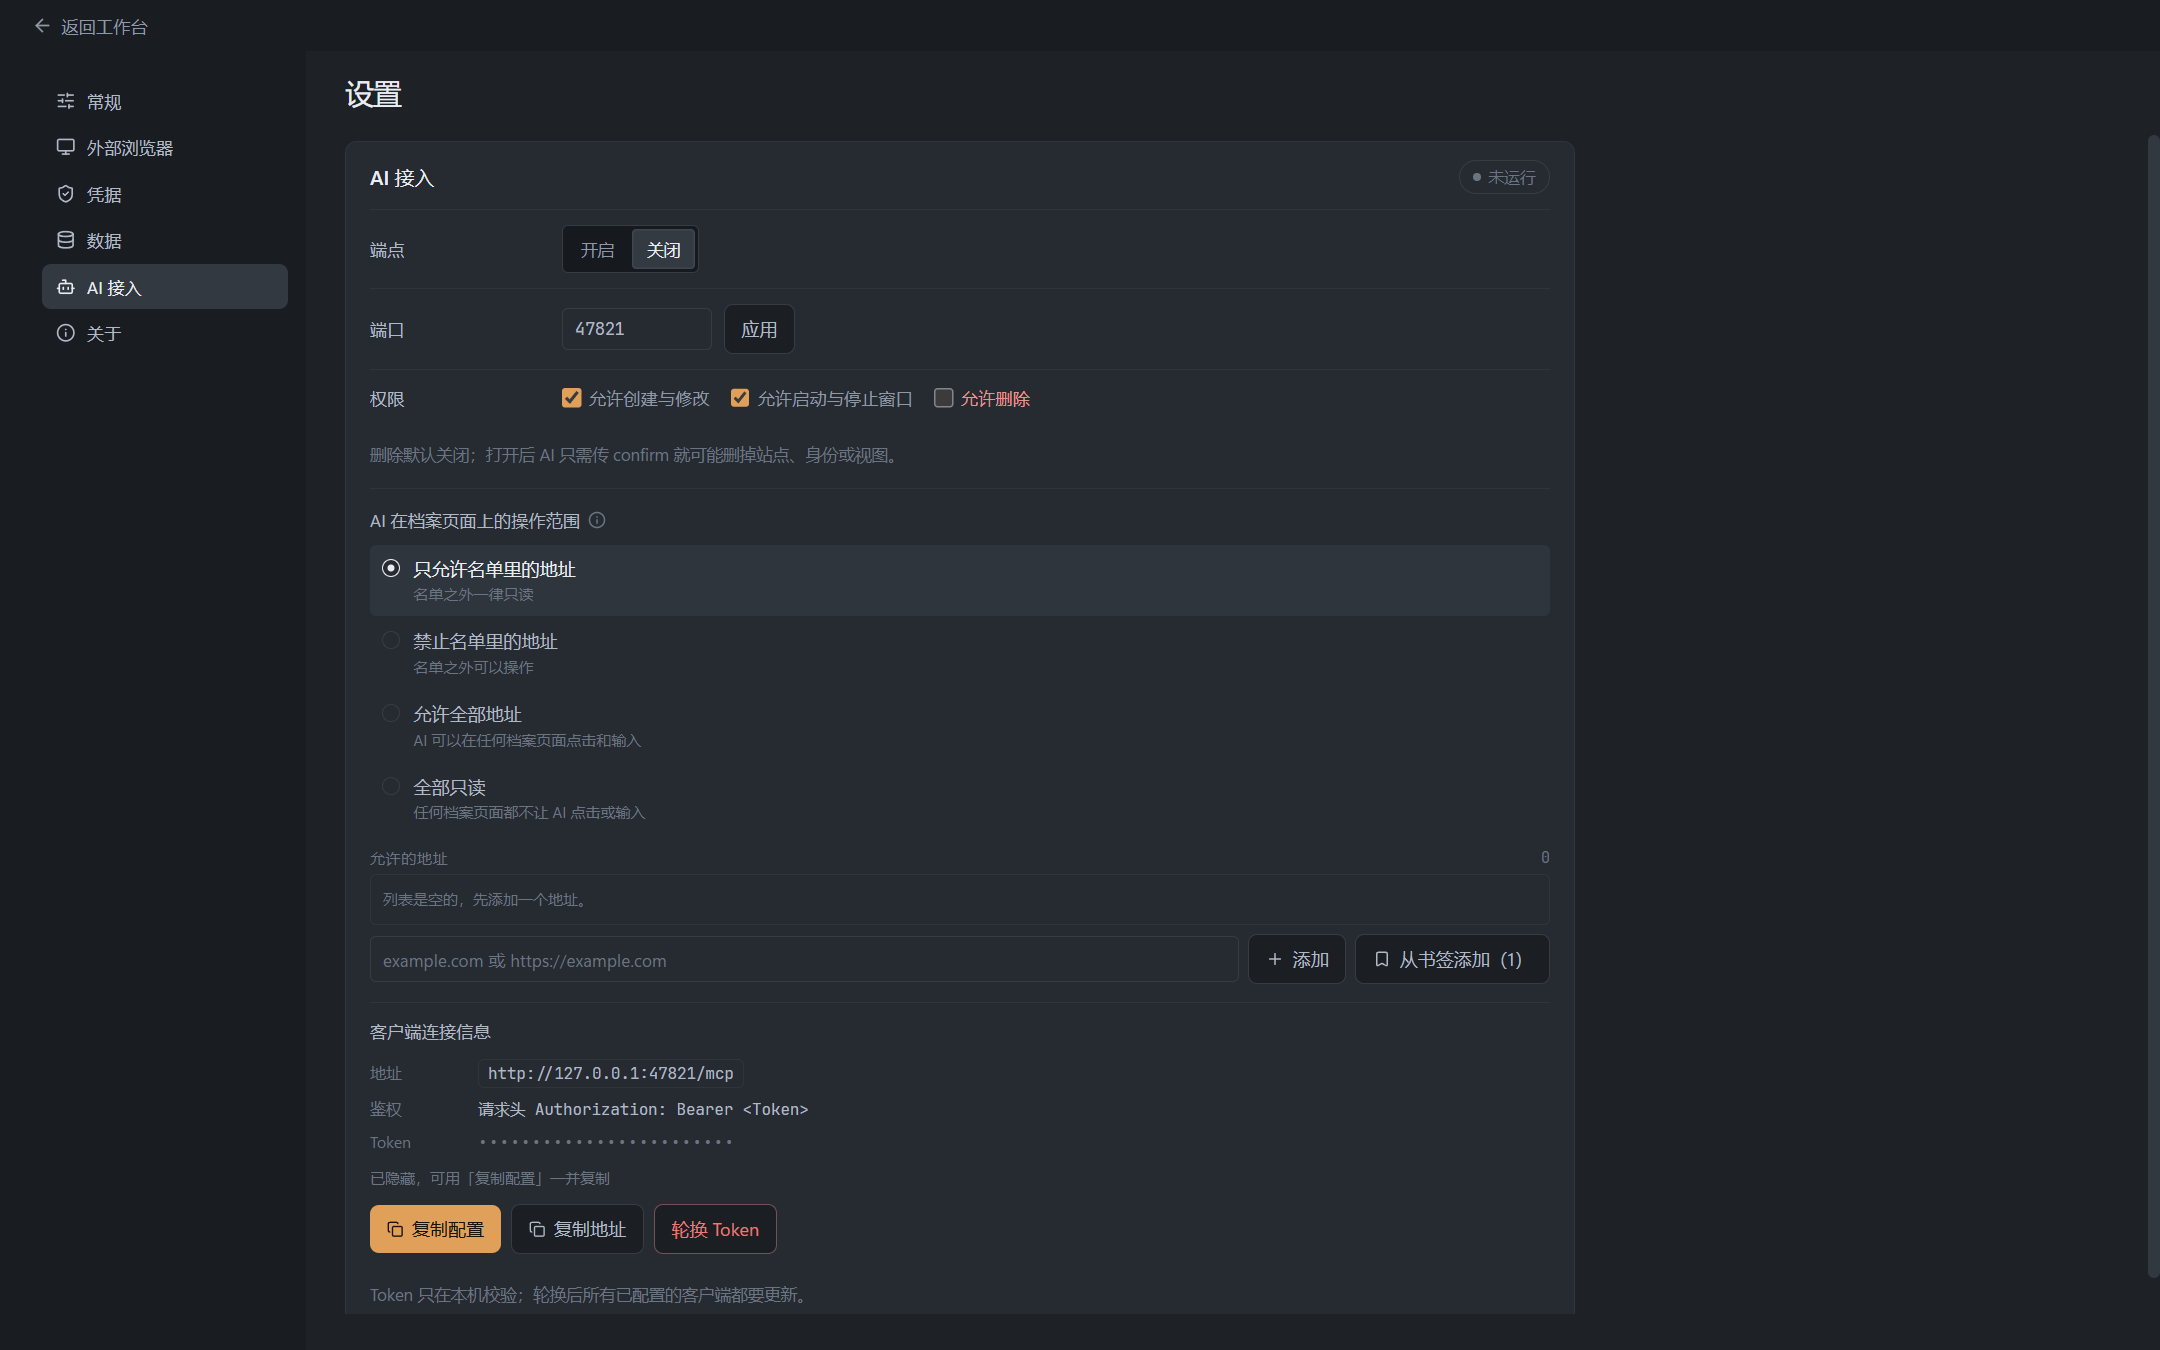 返回工作台
常规
外部浏览器
凭据
数据
AI 接入
关于
设置
AI 接入
未运行
端点
开启
关闭
端口
47821
应用
权限
允许创建与修改
允许启动与停止窗口
允许删除
删除默认关闭；打开后 AI 只需传 confirm 就可能删掉站点、身份或视图。
AI 在档案页面上的操作范围
只允许名单里的地址
名单之外一律只读
禁止名单里的地址
名单之外可以操作
允许全部地址
AI 可以在任何档案页面点击和输入
全部只读
任何档案页面都不让 AI 点击或输入
允许的地址
0
列表是空的，先添加一个地址。
example.com 或 https://example.com
添加
从书签添加 (1)
客户端连接信息
地址
http://127.0.0.1:47821/mcp
鉴权
请求头 Authorization: Bearer <Token>
Token
••••••••••••••••••••••••
已隐藏，可用「复制配置」一并复制
复制配置
复制地址
轮换 Token
Token 只在本机校验；轮换后所有已配置的客户端都要更新。